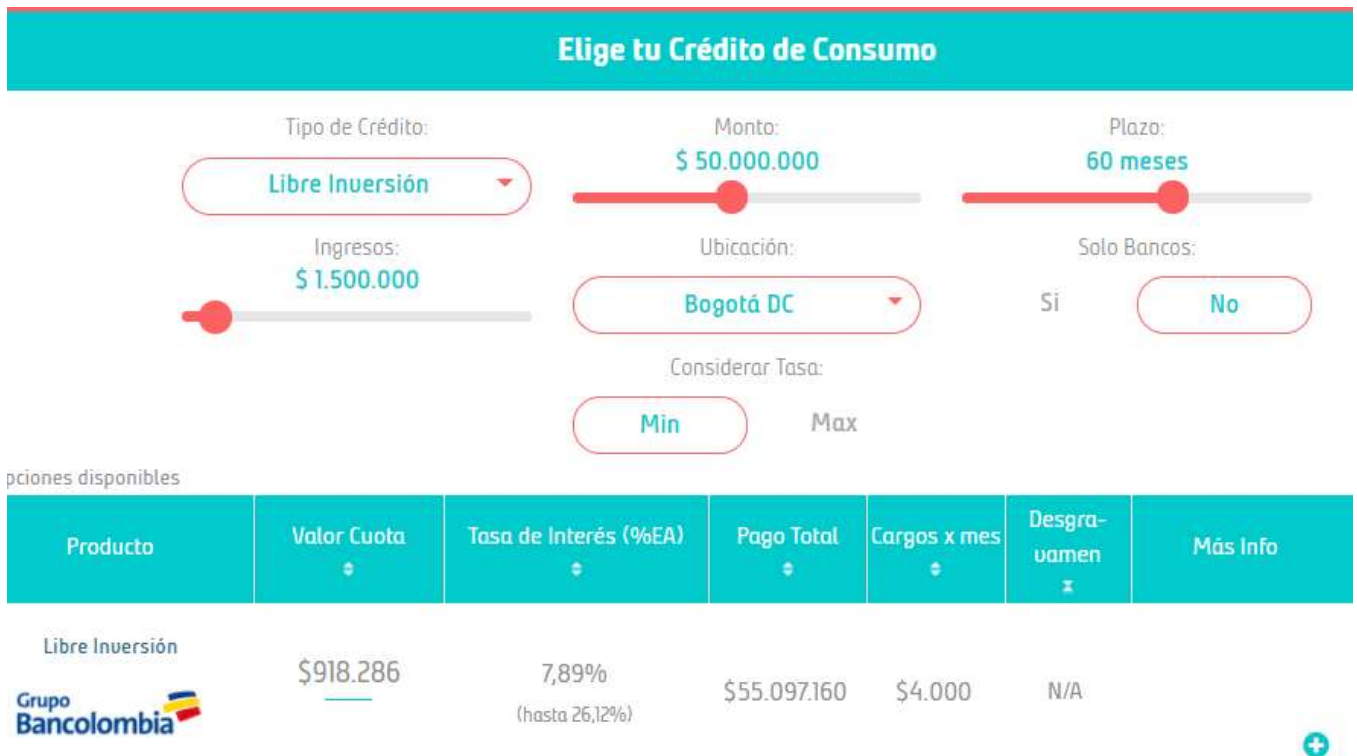 Elige tu Crédito de Consumo
Tipo de Crédito:
Libre Inversión
Monto:
$ 50.000.000
Plazo:
60 meses
Ingresos:
$ 1.500.000
Ubicación:
Bogotá DC
Solo Bancos:
Si No
Considerar Tasa:
Min Max
pciones disponibles
Producto
Valor Cuota
Tasa de Interés (%EA)
Pago Total
Cargos x mes
Desgra-
vamen
Más Info
Libre Inversión
Grupo
Bancolombia
$918.286
7,89%
(hasta 26,12%)
$55.097.160
$4.000
N/A